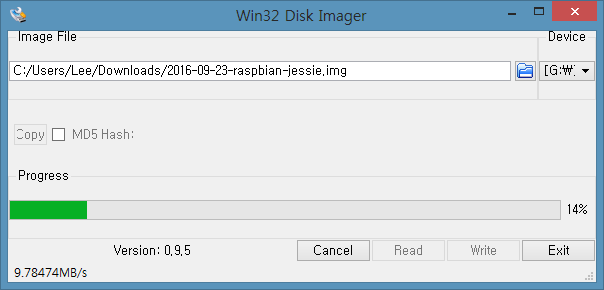 Win32 Disk Imager
Image File
Device
C:/Users/Lee/Downloads/2016-09-23-raspbian-jessie.img
[G:₩]
Copy
MD5 Hash:
Progress
14%
Version: 0.9.5
Cancel
Read
Write
Exit
9.78474MB/s